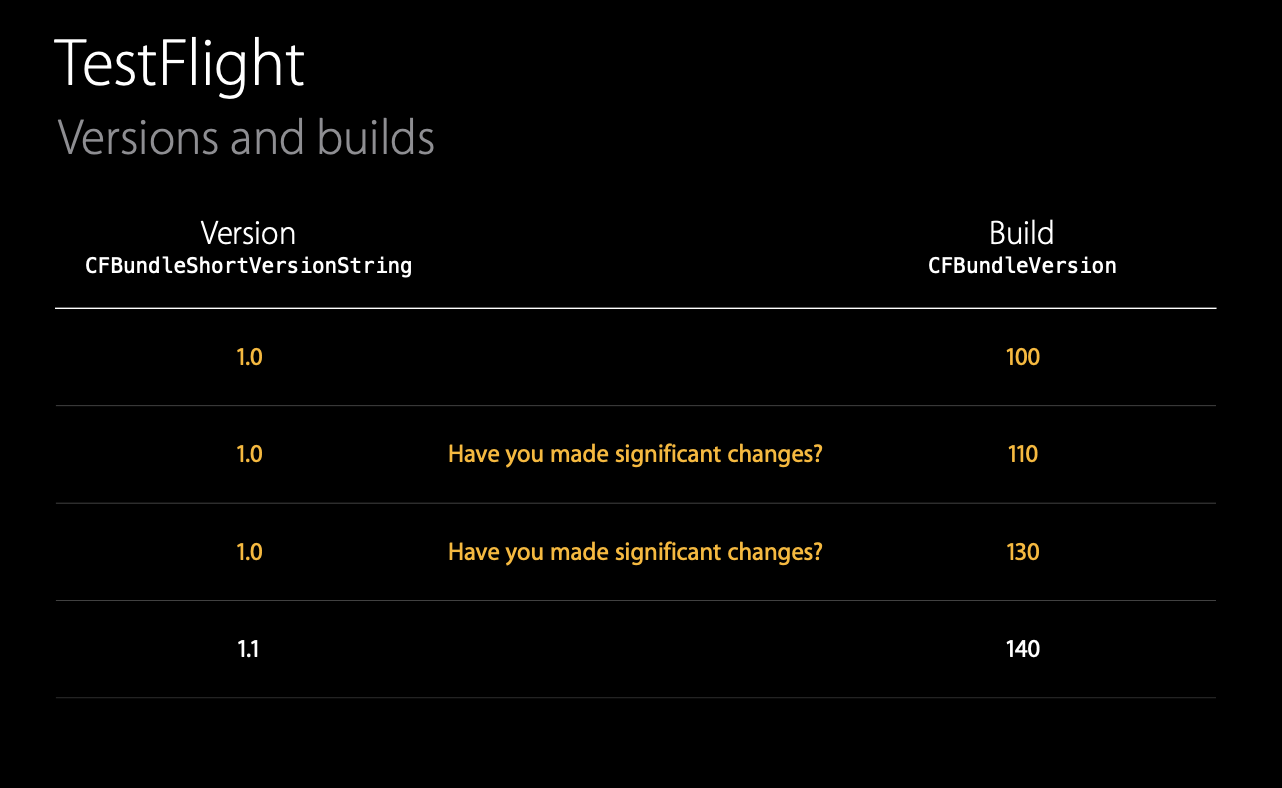 TestFlight
Versions and builds
Version Build
CFBundleShortVersionString CFBundleVersion
1.0 100
1.0 Have you made significant changes? 110
1.0 Have you made significant changes? 130
1.1 140